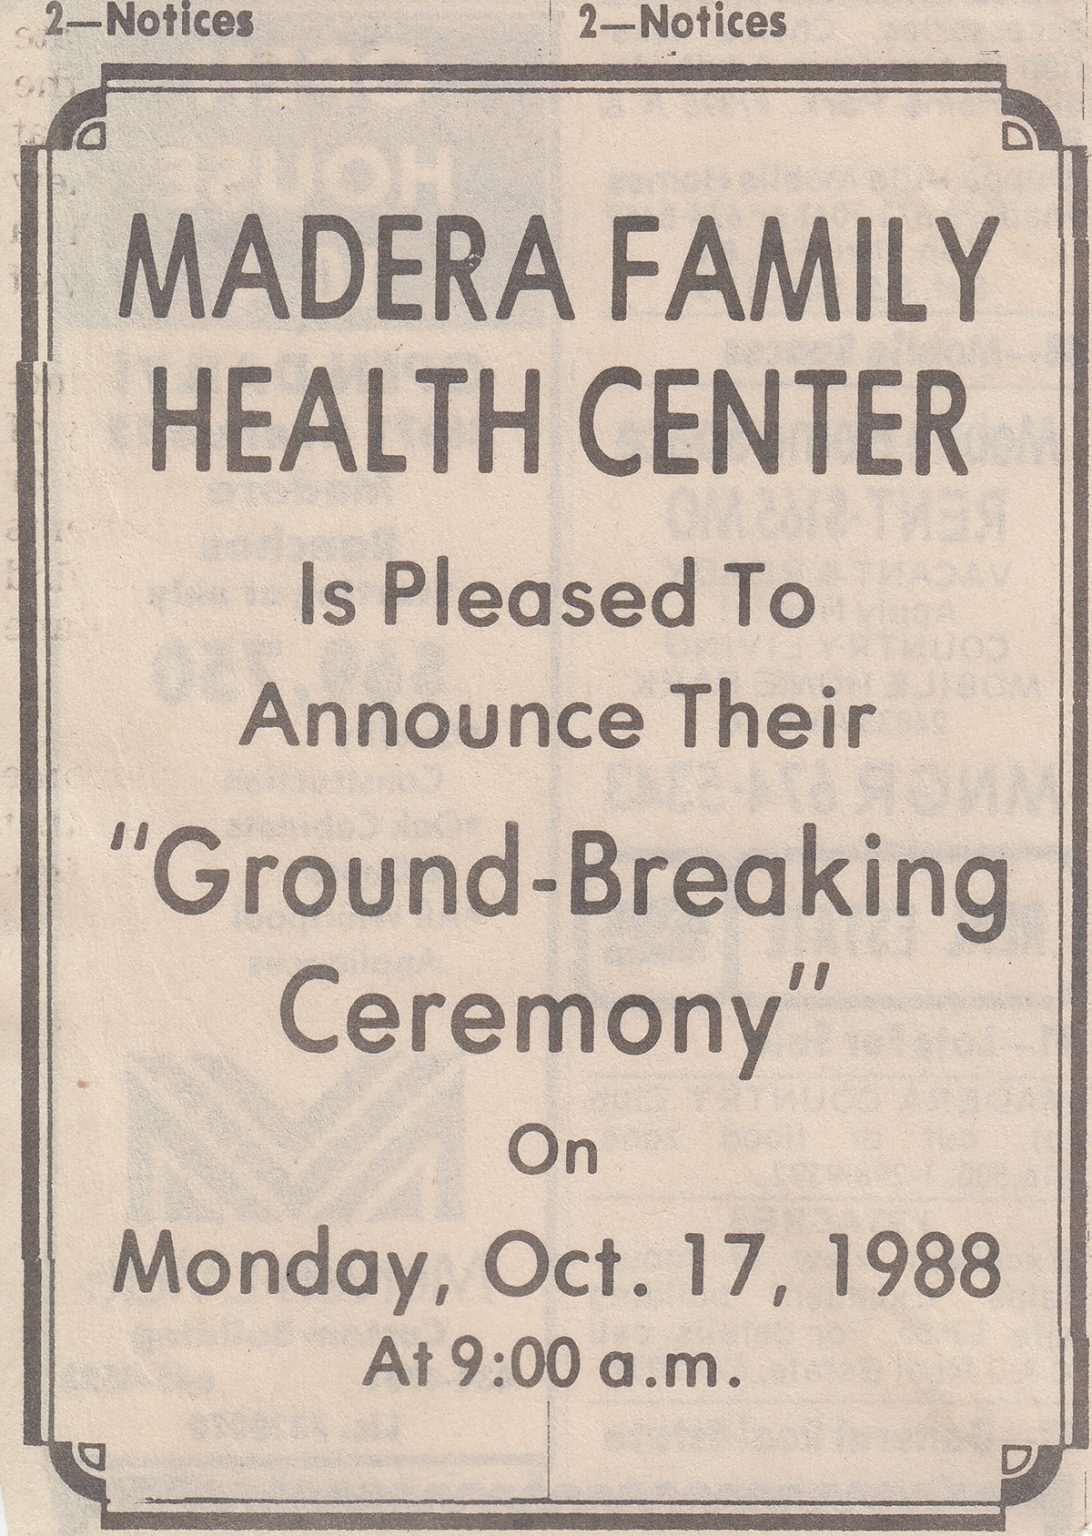 2—Notices 2—Notices
MADERA FAMILY
HEALTH CENTER
Is Pleased To
Announce Their
"Ground-Breaking
Ceremony"
On
Monday, Oct. 17, 1988
At 9:00 a.m.